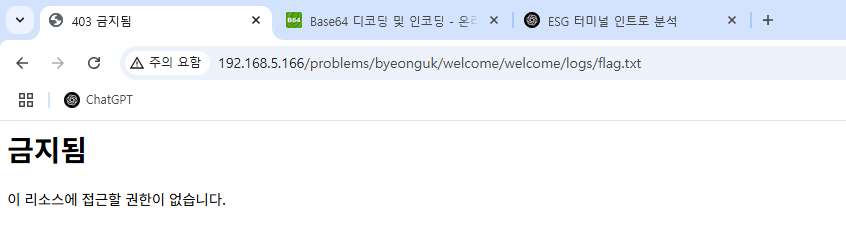 403 금지됨
B64
Base64 디코딩 및 인코딩 - 온라
ESG 터미널 인트로 분석
주의 요함
192.168.5.166/problems/byeonguk/welcome/welcome/logs/flag.txt
ChatGPT
금지됨
이 리소스에 접근할 권한이 없습니다.